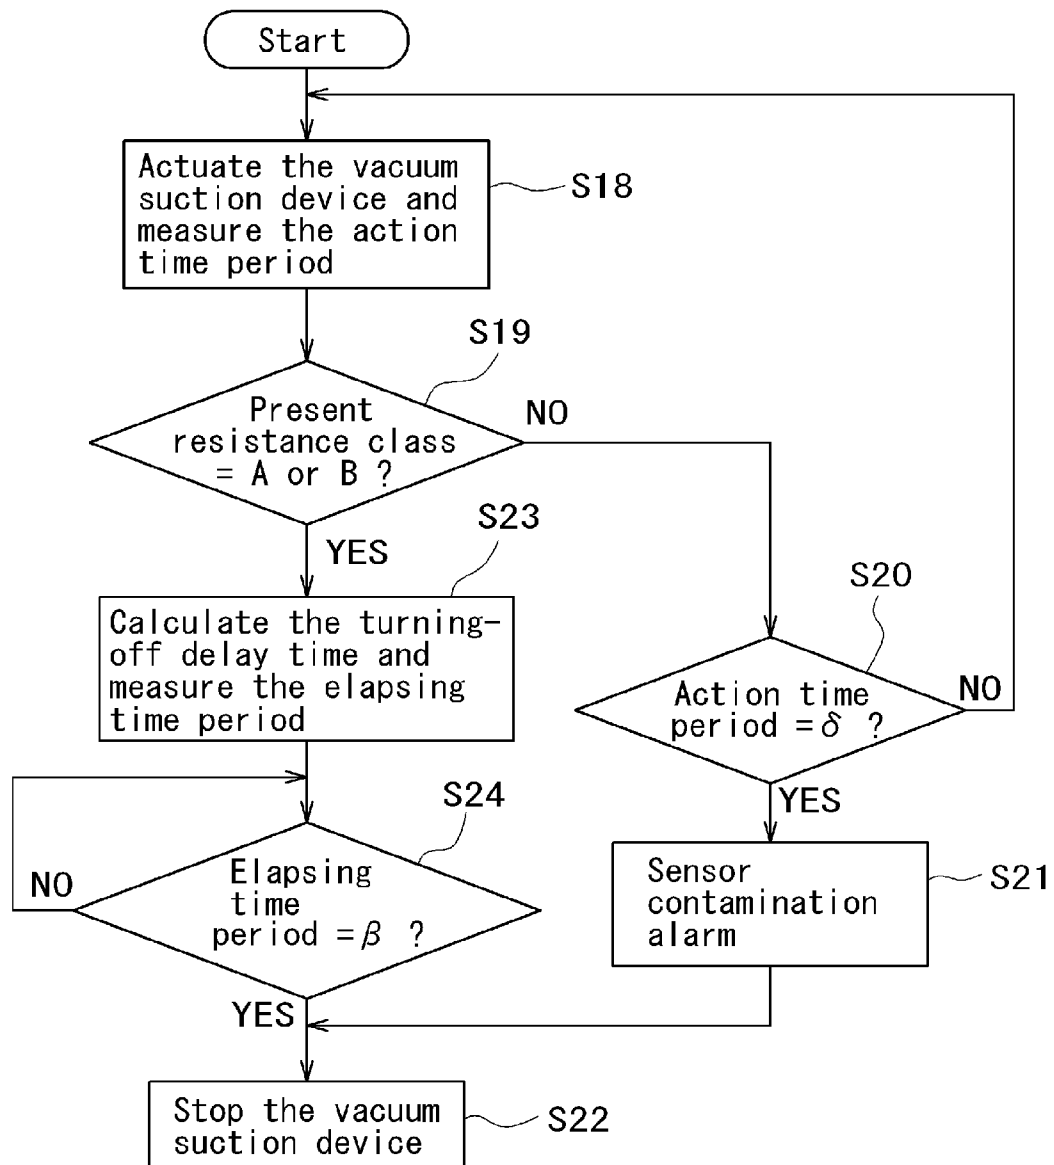 Start
Actuate the vacuum
suction device and
measure the action
time period
S18
S19
Present
resistance class
= A or B ?
NO
YES
S23
Calculate the turning-
off delay time and
measure the elapsing
time period
S20
Action time
period =δ ?
NO
YES
S24
Elapsing
time
period =β ?
NO
YES
Sensor
contamination
alarm
S21
Stop the vacuum
suction device
S22